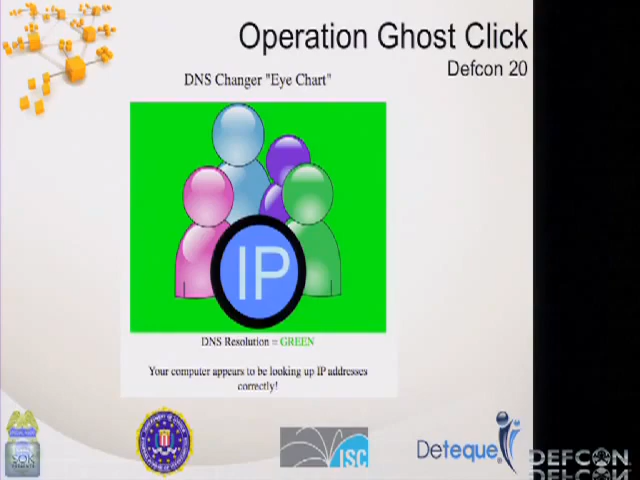 Operation Ghost Click
Defcon 20
DNS Changer "Eye Chart"
IP
DNS Resolution = GREEN
Your computer appears to be looking up IP addresses
correctly!
ISC
Deteque
DEFCON